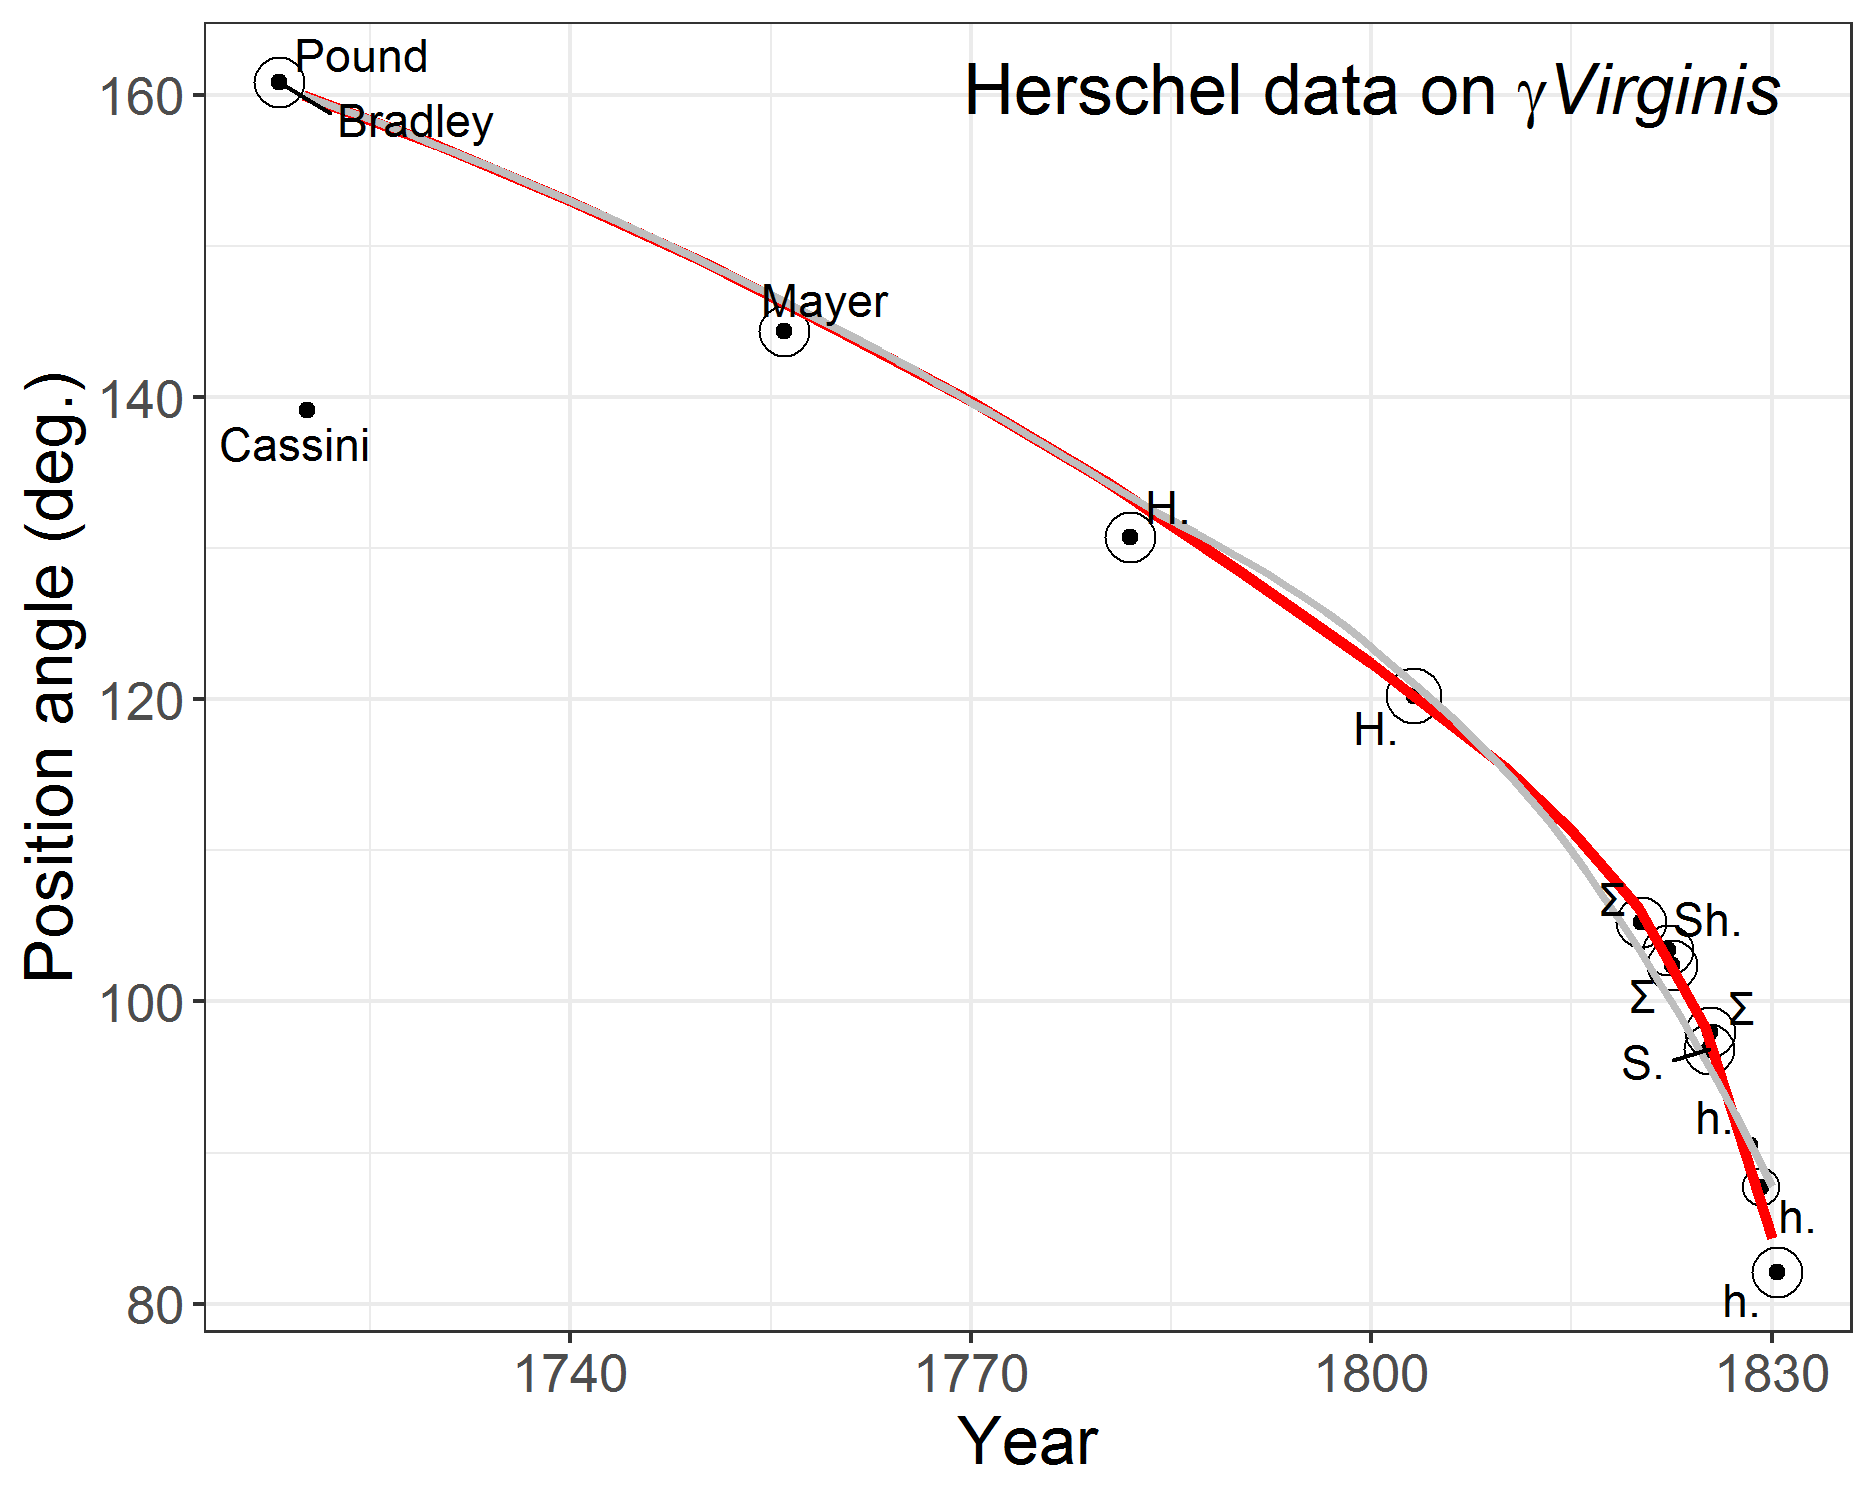 Herschel data on γ Virginis
Pound
Bradley
Mayer
Cassini
H.
H.
Σ
Sh.
Σ
Σ
S.
h.
h.
h.
160
140
120
100
80
Position angle (deg.)
1740 1770 1800 1830
Year